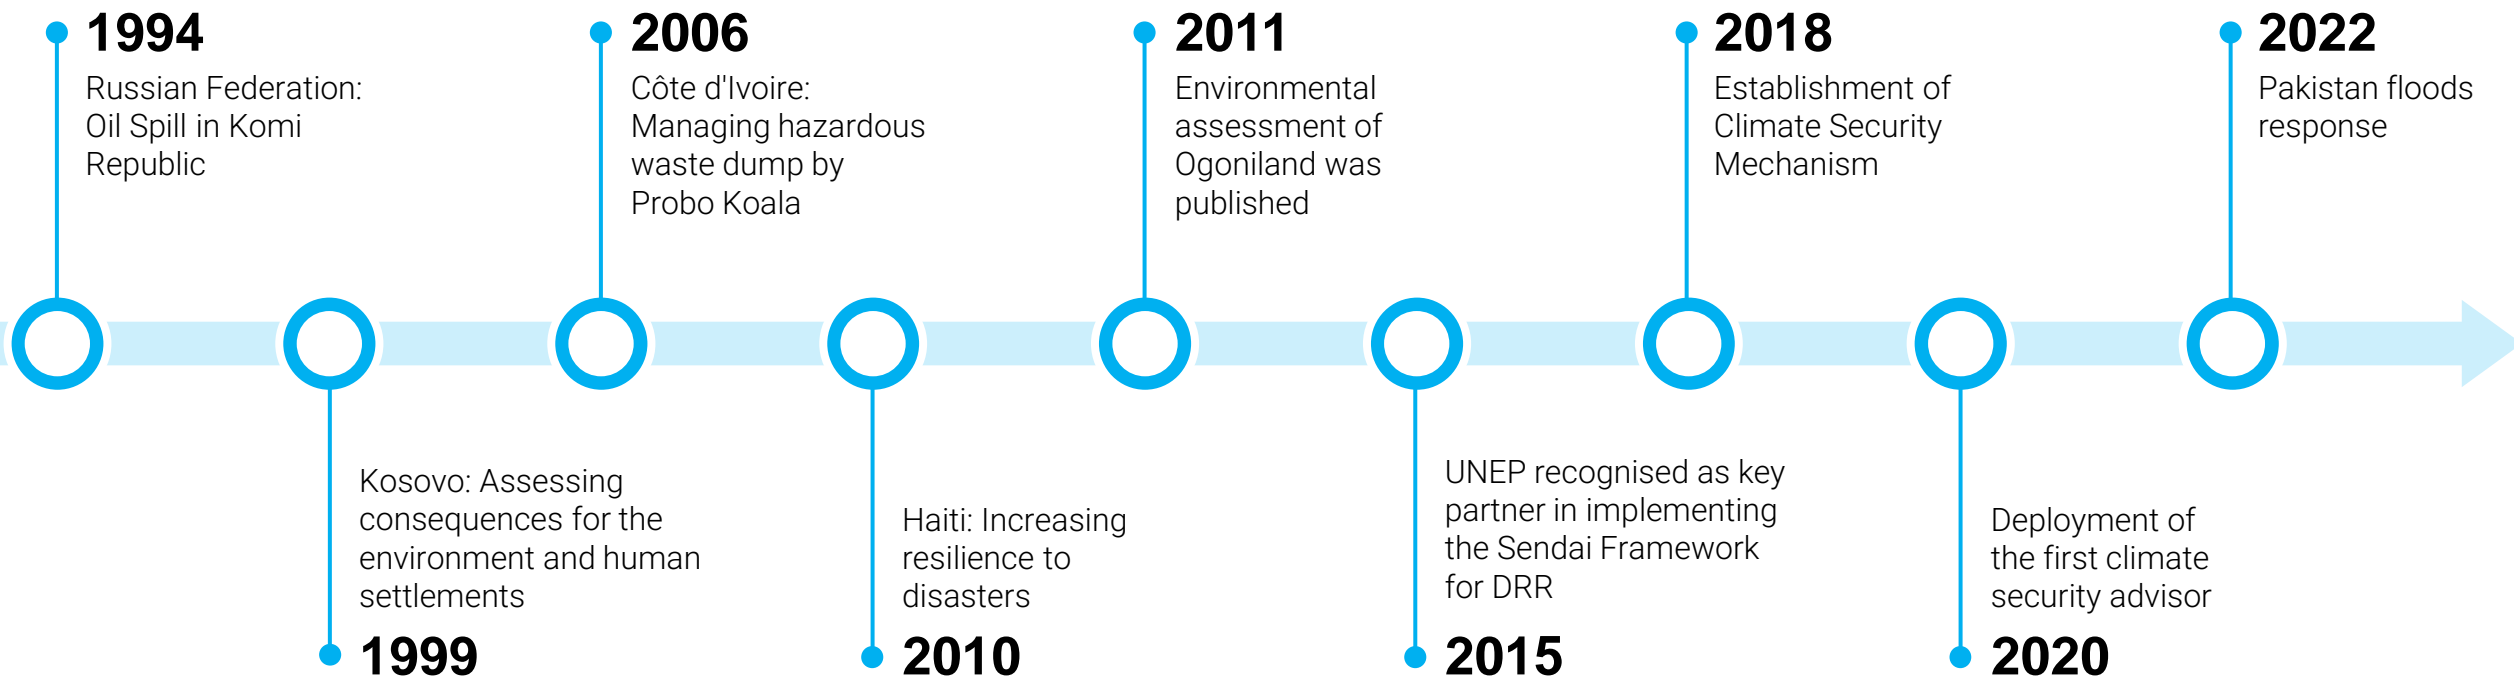 1994
Russian Federation:
Oil Spill in Komi
Republic
Kosovo: Assessing
consequences for the
environment and human
settlements
1999
2006
Côte d'Ivoire:
Managing hazardous
waste dump by
Probo Koala
Haiti: Increasing
resilience to
disasters
2010
2011
Environmental
assessment of
Ogoniland was
published
UNEP recognised as key
partner in implementing
the Sendai Framework
for DRR
2015
2018
Establishment of
Climate Security
Mechanism
Deployment of
the first climate
security advisor
2020
2022
Pakistan floods
response